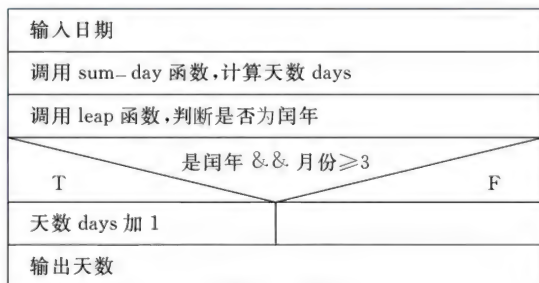 输入日期
调用 sum_day 函数,计算天数 days
调用 leap 函数,判断是否为闰年
是闰年 && 月份≥3
T
F
天数 days 加 1
输出天数